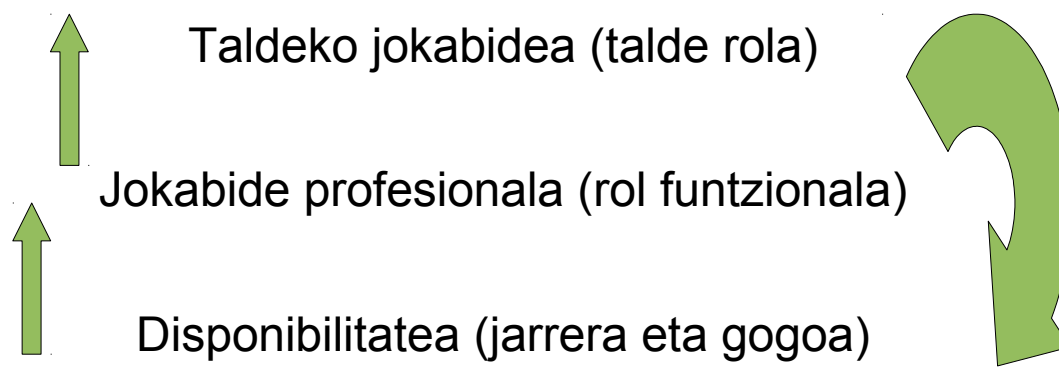 Taldeko jokabidea (talde rola)
Jokabide profesionala (rol funtzionala)
Disponibilitatea (jarrera eta gogoa)